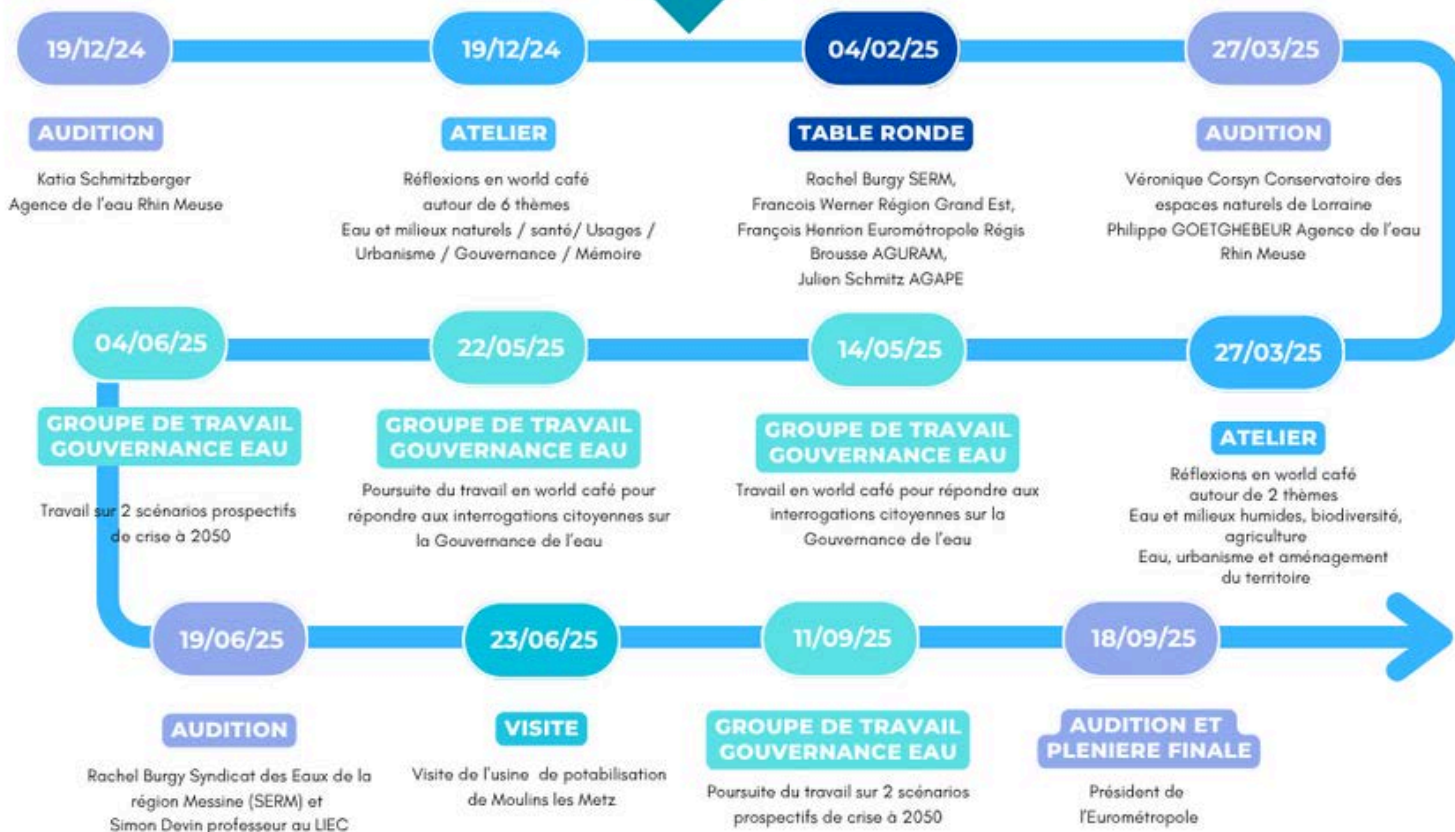 19/12/24
AUDITION
Katia Schmitzberger
Agence de l'eau Rhin Meuse
19/12/24
ATELIER
Réflexions en world café
autour de 6 thèmes
Eau et milieux naturels / santé/ Usages /
Urbanisme / Gouvernance / Mémoire
04/02/25
TABLE RONDE
Rachel Burgy SERM,
Francois Werner Région Grand Est,
François Henrion Eurométropole Régis
Brousse AGURAM,
Julien Schmitz AGAPE
27/03/25
AUDITION
Véronique Corsyn Conservatoire des
espaces naturels de Lorraine
Philippe GOETGHEBEUR Agence de l'eau
Rhin Meuse
27/03/25
ATELIER
Réflexions en world café
autour de 2 thèmes
Eau et milieux humides, biodiversité,
agriculture
Eau, urbanisme et aménagement
du territoire
14/05/25
GROUPE DE TRAVAIL
GOUVERNANCE EAU
Travail en world café pour répondre aux
interrogations citoyennes sur la
Gouvernance de l'eau
22/05/25
GROUPE DE TRAVAIL
GOUVERNANCE EAU
Poursuite du travail en world café pour
répondre aux interrogations citoyennes sur
la Gouvernance de l'eau
04/06/25
GROUPE DE TRAVAIL
GOUVERNANCE EAU
Travail sur 2 scénarios prospectifs
de crise à 2050
19/06/25
AUDITION
Rachel Burgy Syndicat des Eaux de la
région Messine (SERM) et
Simon Devin professeur au LIEC
23/06/25
VISITE
Visite de l'usine de potabilisation
de Moulins les Metz
11/09/25
GROUPE DE TRAVAIL
GOUVERNANCE EAU
Poursuite du travail sur 2 scénarios
prospectifs de crise à 2050
18/09/25
AUDITION ET
PLENIERE FINALE
Président de
l'Eurométropole